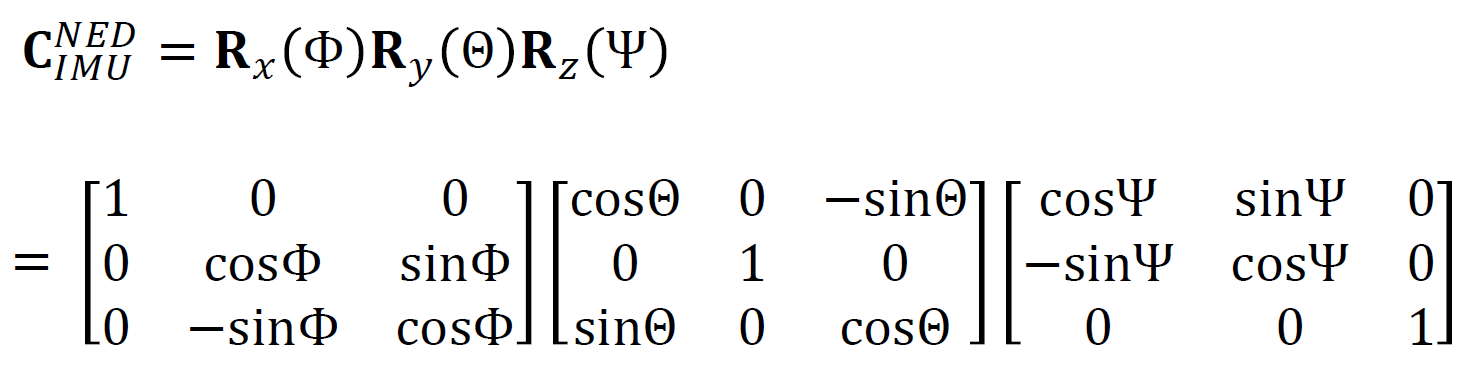 C_{IMU}^{NED} = R_x(Φ)R_y(Θ)R_z(Ψ)
= [1 0 0] [cosΘ 0 −sinΘ] [cosΨ sinΨ 0]
[0 cosΦ sinΦ] [0 1 0] [−sinΨ cosΨ 0]
[0 −sinΦ cosΦ] [sinΘ 0 cosΘ] [0 0 1]